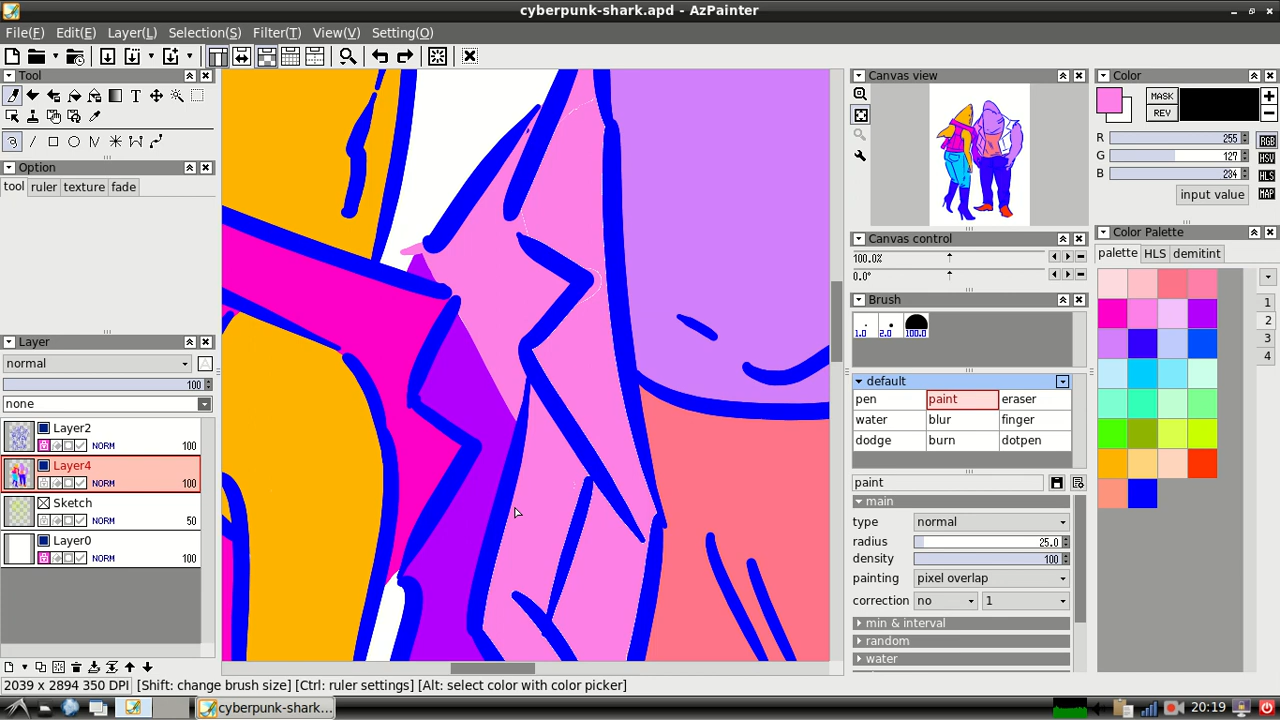 cyberpunk-shark.apd - AzPainter
File(F) Edit(E) Layer(L) Selection(S) Filter(T) View(V) Setting(O)
Tool
T
Option
tool ruler texture fade
Layer
normal
A
100
none
Layer2
NORM 100
Layer4
NORM 100
Sketch
NORM 50
Layer0
NORM 100
Canvas view
Canvas control
100.0%
0.0°
Brush
1.0 2.0 100.0
default
pen paint eraser
water blur finger
dodge burn dotpen
paint
main
type normal
radius 25.0
density 100
painting pixel overlap
correction no 1
min & interval
random
water
Color
MASK
REV
R 255
G 127
B 234
RGB
HSV
HLS
MAP
input value
Color Palette
palette HLS demitint
1
2
3
4
2039 x 2894 350 DPI [Shift: change brush size] [Ctrl: ruler settings] [Alt: select color with color picker]
cyberpunk-shark...
20:19